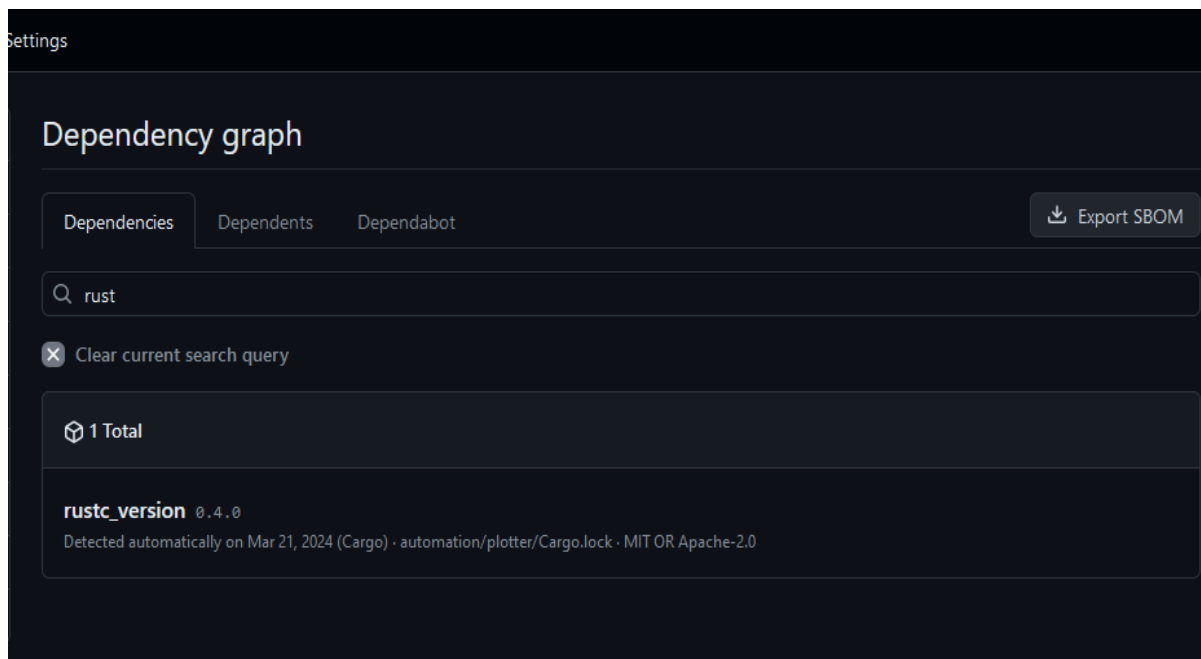 Settings
Dependency graph
Dependencies Dependents Dependabot Export SBOM
rust
Clear current search query
1 Total
rustc_version 0.4.0
Detected automatically on Mar 21, 2024 (Cargo) · automation/plotter/Cargo.lock · MIT OR Apache-2.0